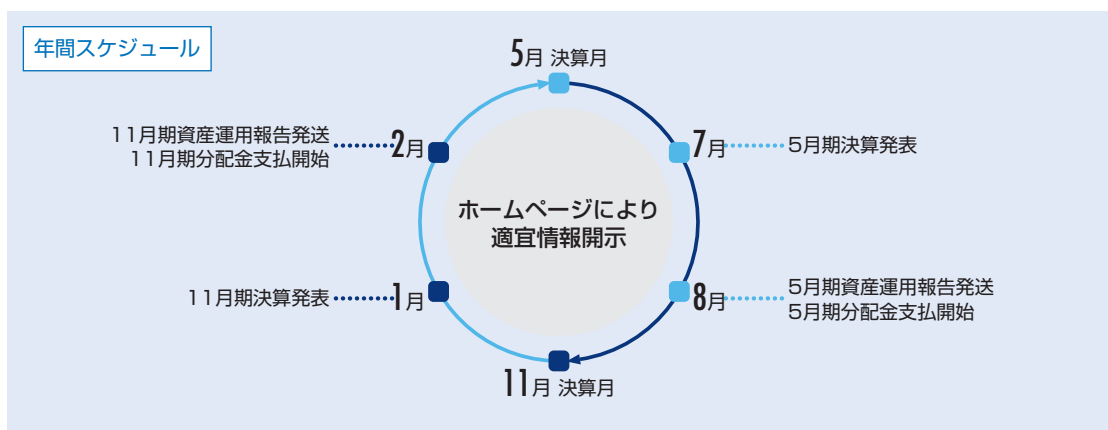 年間スケジュール
5月 決算月
7月
5月期決算発表
8月
5月期資産運用報告発送
5月期分配金支払開始
11月 決算月
1月
11月期決算発表
2月
11月期資産運用報告発送
11月期分配金支払開始
ホームページにより
適宜情報開示